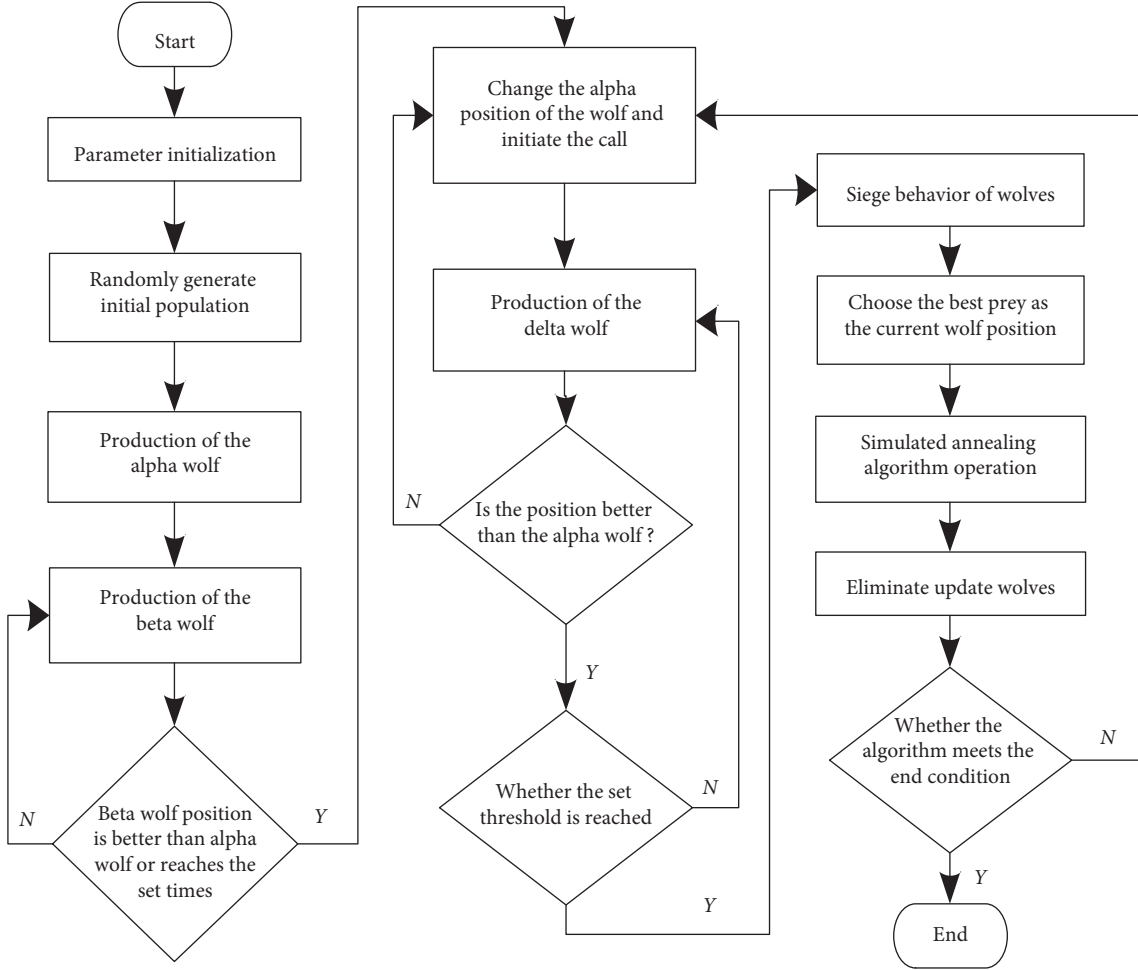 Start
Parameter initialization
Randomly generate
initial population
Production of the
alpha wolf
Production of the
beta wolf
Beta wolf position
is better than alpha
wolf or reaches the
set times
N
Y
Change the alpha
position of the wolf and
initiate the call
Production of the
delta wolf
Is the position better
than the alpha wolf ?
N
Y
Whether the set
threshold is reached
N
Y
Siege behavior of wolves
Choose the best prey as
the current wolf position
Simulated annealing
algorithm operation
Eliminate update wolves
Whether the
algorithm meets the
end condition
N
Y
End